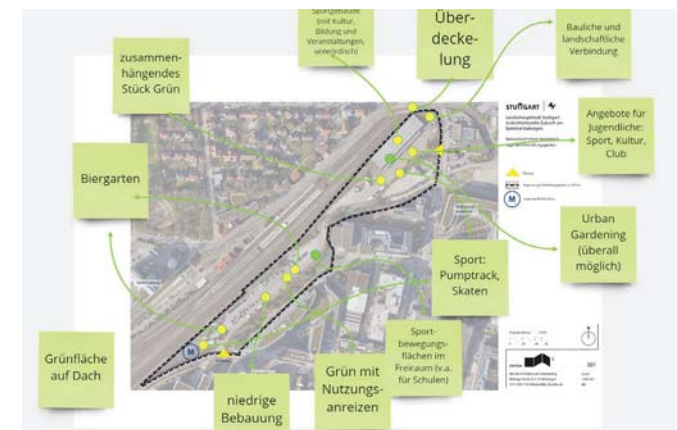 Sportgebäude
(mit Kultur,
Bildung und
Veranstaltungen,
unterirdisch)
Über-
decke-
lung
Bauliche und
landschaftliche
Verbindung
zusammen-
hängendes
Stück Grün
STUTTGART
Angebote für
Jugendliche:
Sport, Kultur,
Club
Biergarten
M
Urban
Gardening
(überall
möglich)
Sport:
Pumptrack,
Skaten
M
Grünfläche
auf Dach
niedrige
Bebauung
Grün mit
Nutzungs-
anreizen
Sport-
bewegungs-
flächen im
Freiraum (v.a.
für Schulen)